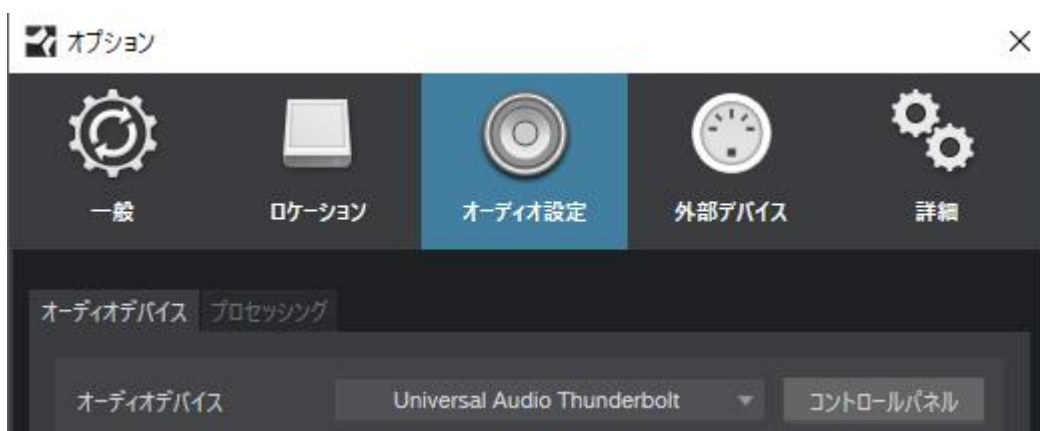 オプション
一般 ロケーション オーディオ設定 外部デバイス 詳細
オーディオデバイス プロセッシング
オーディオデバイス Universal Audio Thunderbolt コントロールパネル